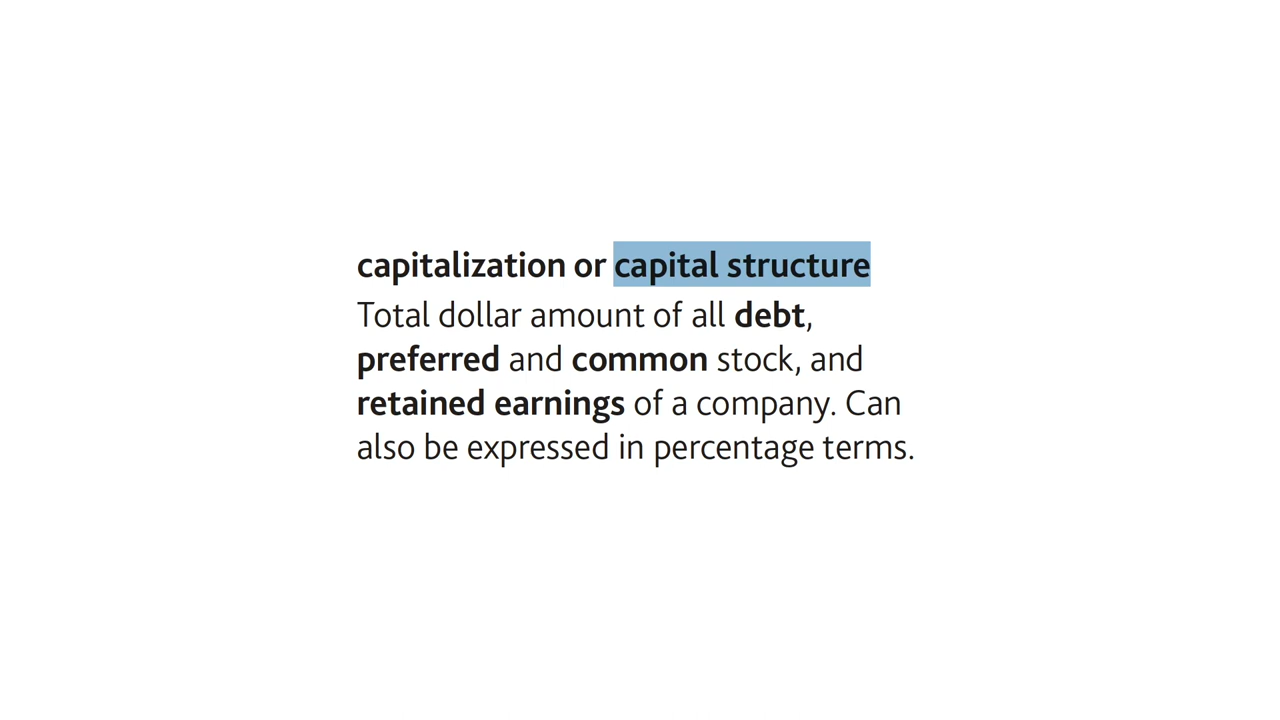 capitalization or capital structure
Total dollar amount of all debt,
preferred and common stock, and
retained earnings of a company. Can
also be expressed in percentage terms.